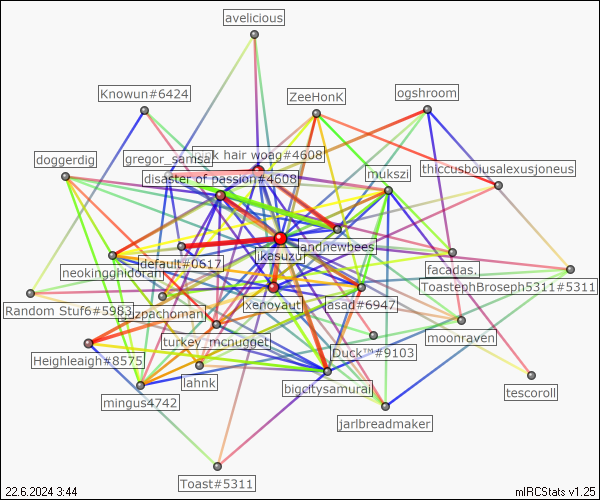 avelicious
Knowun#6424
ZeeHonK
ogshroom
doggerdig
gregor_samsa
pink hair woag#4608
mukszi
thiccusboiusalexusjoneus
disaster of passion#4608
landnewbees
ikasuzu
default#0617
neokingghidorah
facadas.
ToastephBroseph5311#5311
Random Stuf6#5983
zpachoman
xenoyaut
asad#6947
turkey_mcnugget
Duck™#9103
moonraven
Heighleaigh#8575
lahnk
bigcitysamurai
tescoroll
mingus4742
jarlbreadmaker
Toast#5311
22.6.2024 3:44
mIRCStats v1.25